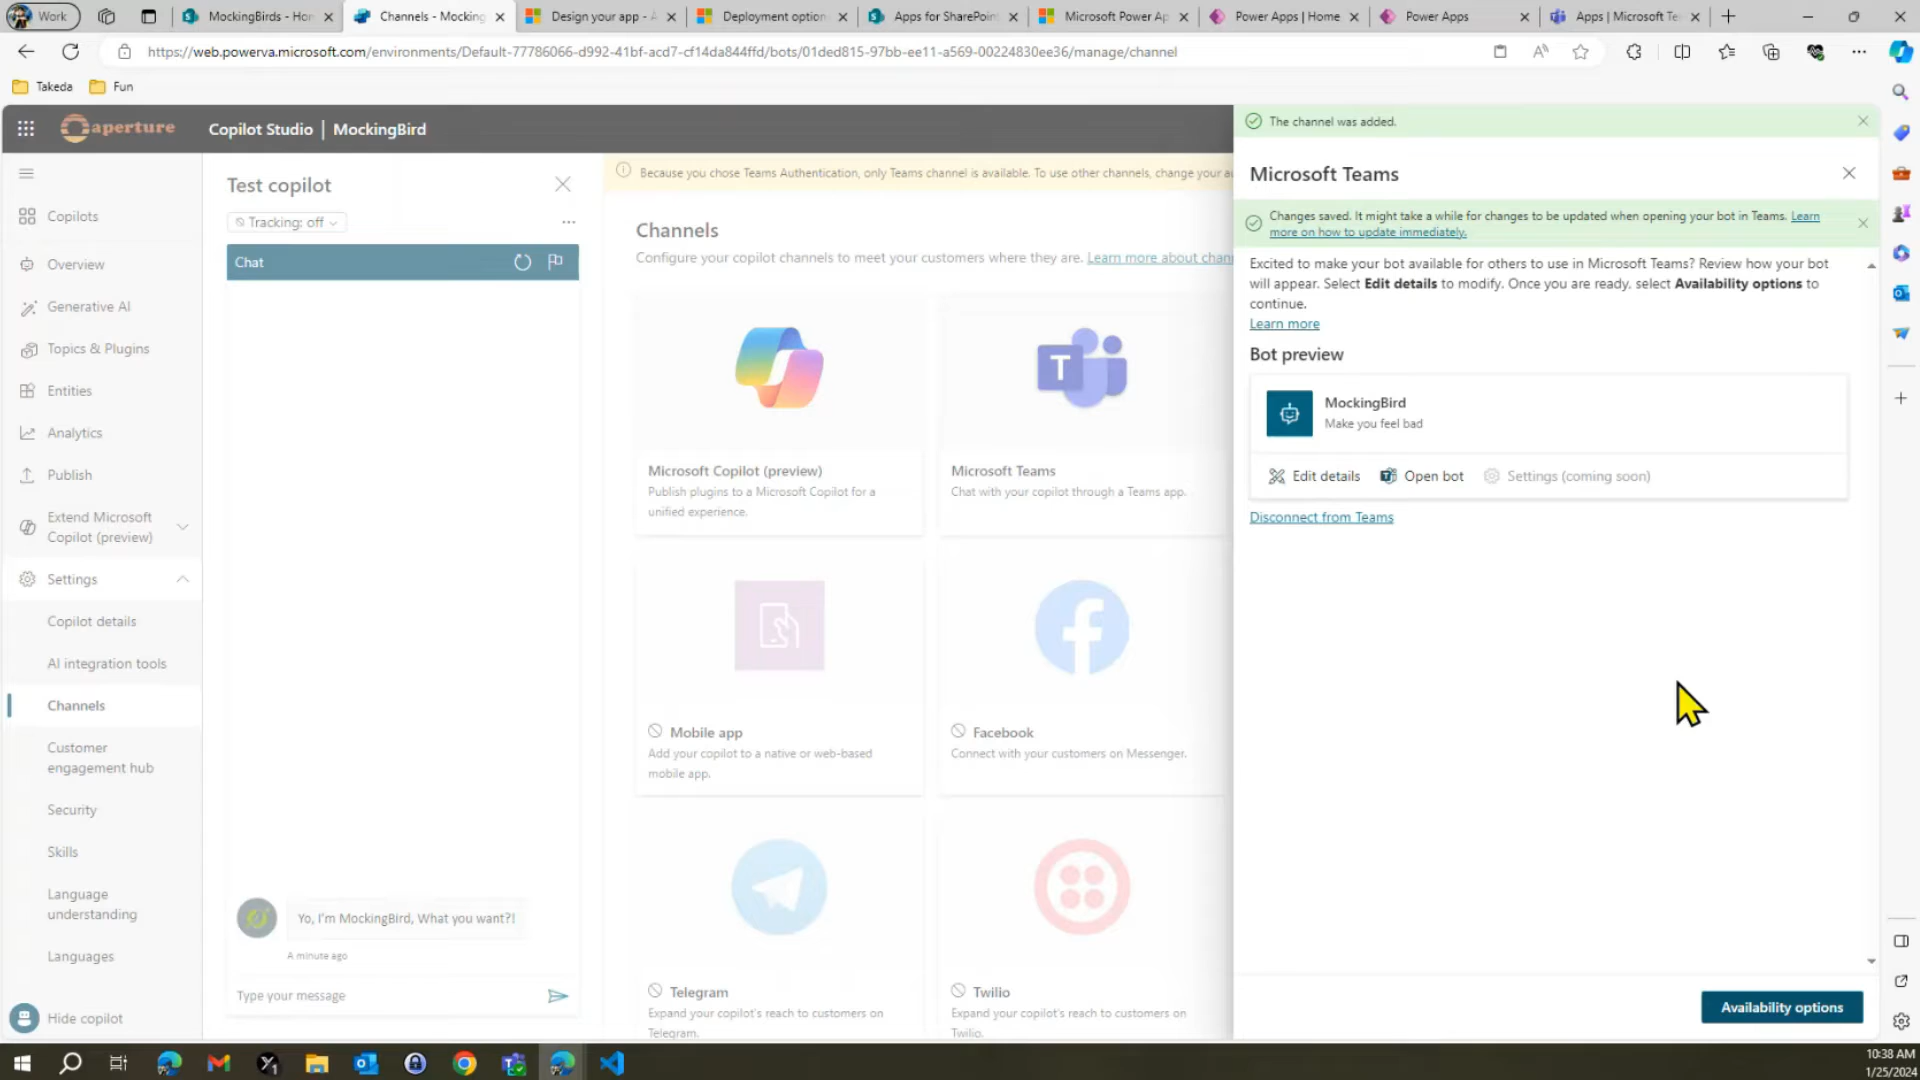 Work
MockingBirds - Hor
Channels - Mocking
Design your app - A
Deployment option
Apps for SharePoin
Microsoft Power Ap
Power Apps | Home
Power Apps
Apps | Microsoft Te
https://web.powerva.microsoft.com/environments/Default-77786066-d992-41bf-acd7-cf14da844ffd/bots/01ded815-97bb-ee11-a569-00224830ee36/manage/channel
Takeda
Fun
aperture
Copilot Studio | MockingBird
Copilots
Overview
Generative AI
Topics & Plugins
Entities
Analytics
Publish
Extend Microsoft
Copilot (preview)
Settings
Copilot details
AI integration tools
Channels
Customer
engagement hub
Security
Skills
Language
understanding
Languages
Hide copilot
Test copilot
Tracking: off
Chat
Yo, I'm MockingBird, What you want?!
A minute ago
Type your message
Because you chose Teams Authentication, only Teams channel is available. To use other channels, change your au
Channels
Configure your copilot channels to meet your customers where they are. Learn more about chan
Microsoft Copilot (preview)
Publish plugins to a Microsoft Copilot for a
unified experience.
T
Microsoft Teams
Chat with your copilot through a Teams app.
Mobile app
Add your copilot to a native or web-based
mobile app.
Facebook
Connect with your customers on Messenger.
Telegram
Expand your copilot's reach to customers on
Telegram.
Twilio
Expand your copilot's reach to customers on
Twilio.
The channel was added.
Microsoft Teams
Changes saved. It might take a while for changes to be updated when opening your bot in Teams. Learn
more on how to update immediately.
Excited to make your bot available for others to use in Microsoft Teams? Review how your bot
will appear. Select Edit details to modify. Once you are ready, select Availability options to
continue.
Learn more
Bot preview
MockingBird
Make you feel bad
Edit details
Open bot
Settings (coming soon)
Disconnect from Teams
Availability options
10:38 AM
1/25/2024